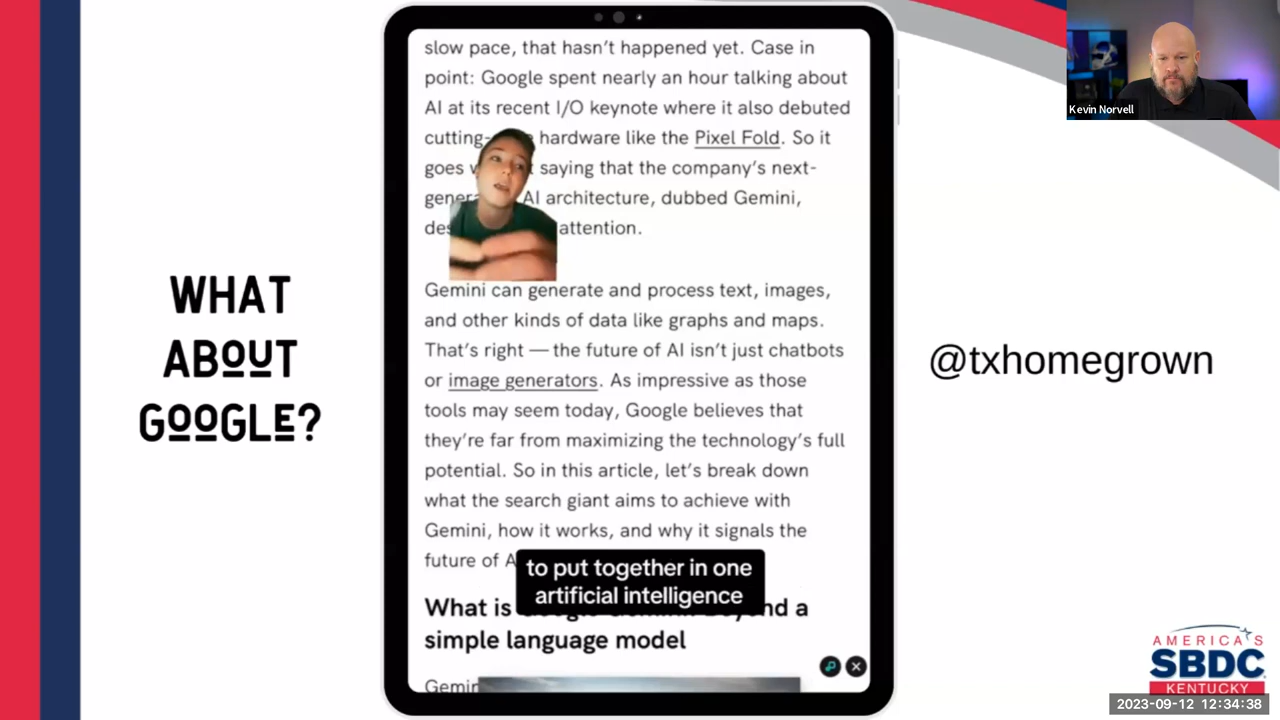 WHAT
ABOUT
GOOGLE?
slow pace, that hasn't happened yet. Case in
point: Google spent nearly an hour talking about
AI at its recent I/O keynote where it also debuted
cutting- hardware like the Pixel Fold. So it
goes saying that the company's next-
AI architecture, dubbed Gemini,
attention.
Gemini can generate and process text, images,
and other kinds of data like graphs and maps.
That's right — the future of AI isn't just chatbots
or image generators. As impressive as those
tools may seem today, Google believes that
they're far from maximizing the technology's full
potential. So in this article, let's break down
what the search giant aims to achieve with
Gemini, how it works, and why it signals the
future of
to put together in one
artificial intelligence
What is a
simple language model
@txhomegrown
Kevin Norvell
AMERICA'S
SBDC
KENTUCKY
2023-09-12 12:34:38